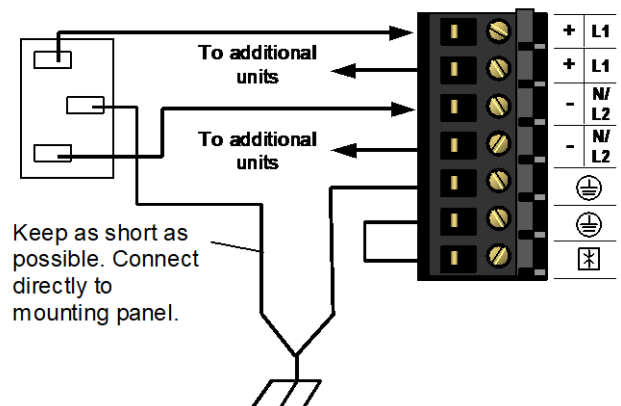 To additional
units
To additional
units
Keep as short as
possible. Connect
directly to
mounting panel.
+ L1
+ L1
- N/
L2
- N/
L2